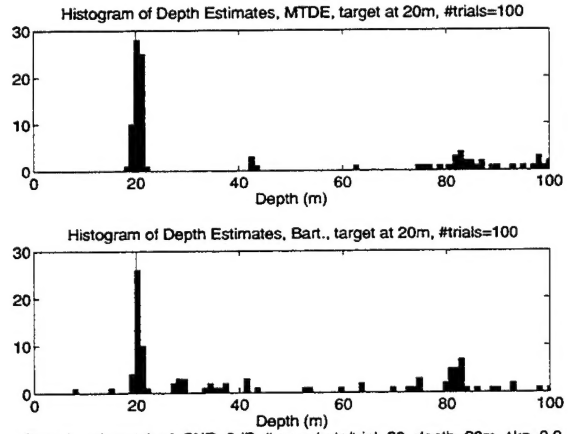 Histogram of Depth Estimates, MTDE, target at 20m, #trials=100
30
20
10
0
0 20 40 60 80 100
Depth (m)
Histogram of Depth Estimates, Bart., target at 20m, #trials=100
30
20
10
0
0 20 40 60 80 100
Depth (m)